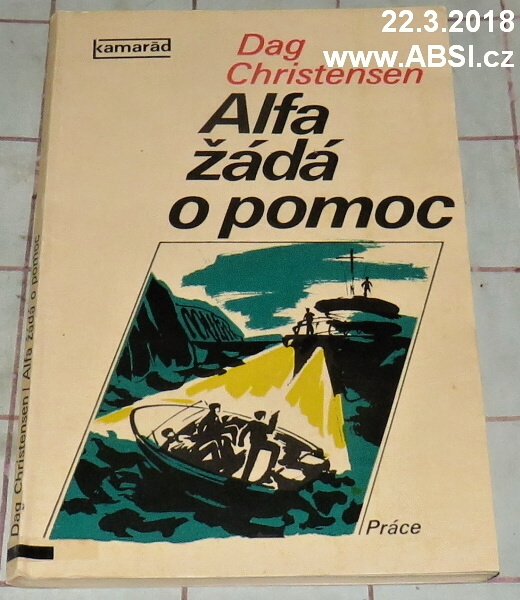 22.3.2018
www.ABSI.cz
kamarád
Dag
Christensen
Alfa
žádá
o pomoc
Práce
Dag Christensen | Alfa žádá o pomoc